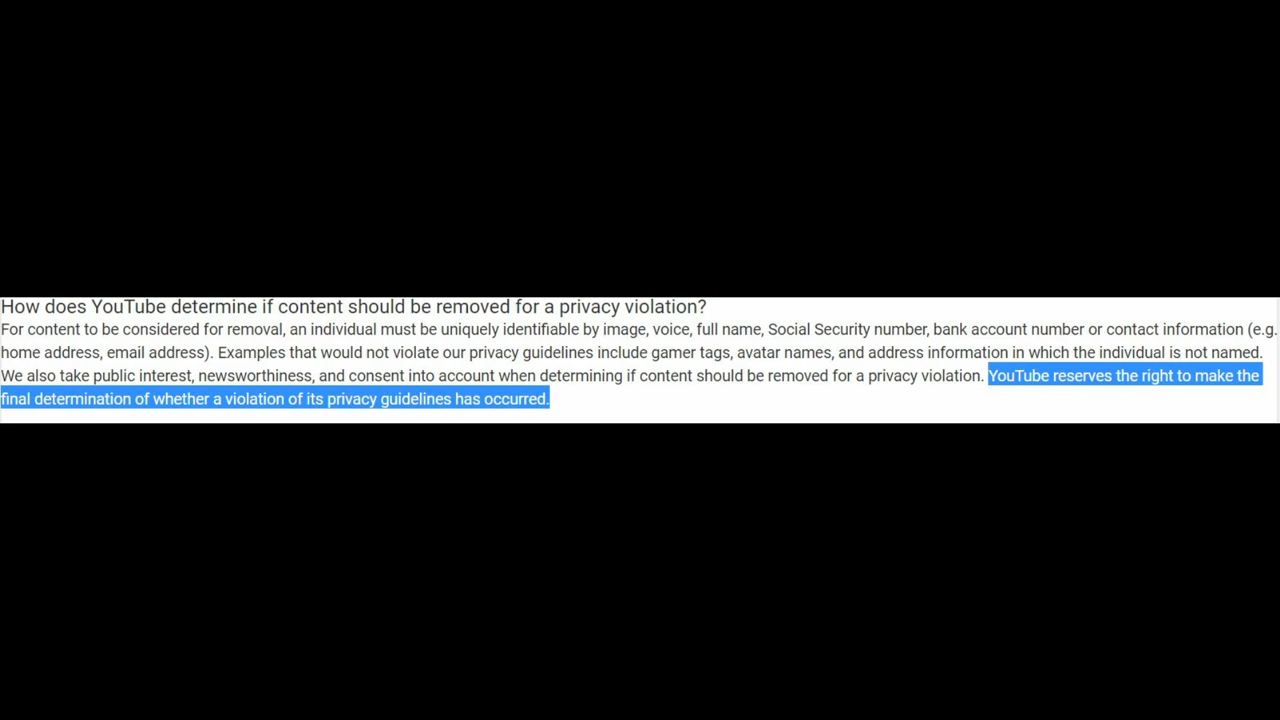 How does YouTube determine if content should be removed for a privacy violation?
For content to be considered for removal, an individual must be uniquely identifiable by image, voice, full name, Social Security number, bank account number or contact information (e.g.
home address, email address). Examples that would not violate our privacy guidelines include gamer tags, avatar names, and address information in which the individual is not named.
We also take public interest, newsworthiness, and consent into account when determining if content should be removed for a privacy violation. YouTube reserves the right to make the
final determination of whether a violation of its privacy guidelines has occurred.